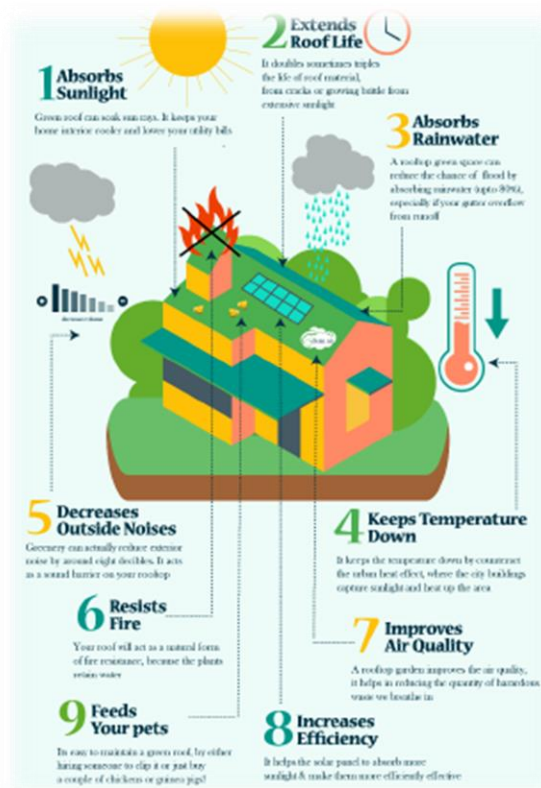 1 Absorbs
Sunlight
Green roof can soak sun rays. It keeps your
home interior cooler and lower your utility bills
2 Extends
Roof Life
It doubles sometimes triples
the life of roof material,
from cracks or growing brittle from
extensive sunlight
3 Absorbs
Rainwater
A rooftop green space can
reduce the chance of flood by
absorbing rainwater (upto 80%),
especially if your gutter overflow
from runoff
4 Keeps Temperature
Down
It keeps the temperature down by counteract
the urban heat effect, where the city buildings
capture sunlight and heat up the area
5 Decreases
Outside Noises
Greenery can actually reduce exterior
noise by around eight decibles. It acts
as a sound barrier on your rooftop
6 Resists
Fire
Your roof will act as a natural form
of fire resistance, because the plants
retain water
7 Improves
Air Quality
A rooftop garden improves the air quality,
it helps in reducing the quantity of hazardous
waste we breathe in
8 Increases
Efficiency
It helps the solar panel to absorb more
sunlight & make them more efficiently effective
9 Feeds
Your pets
Its easy to maintain a green roof, by either
hiring someone to clip it or just buy
a couple of chickens or guinea pigs!